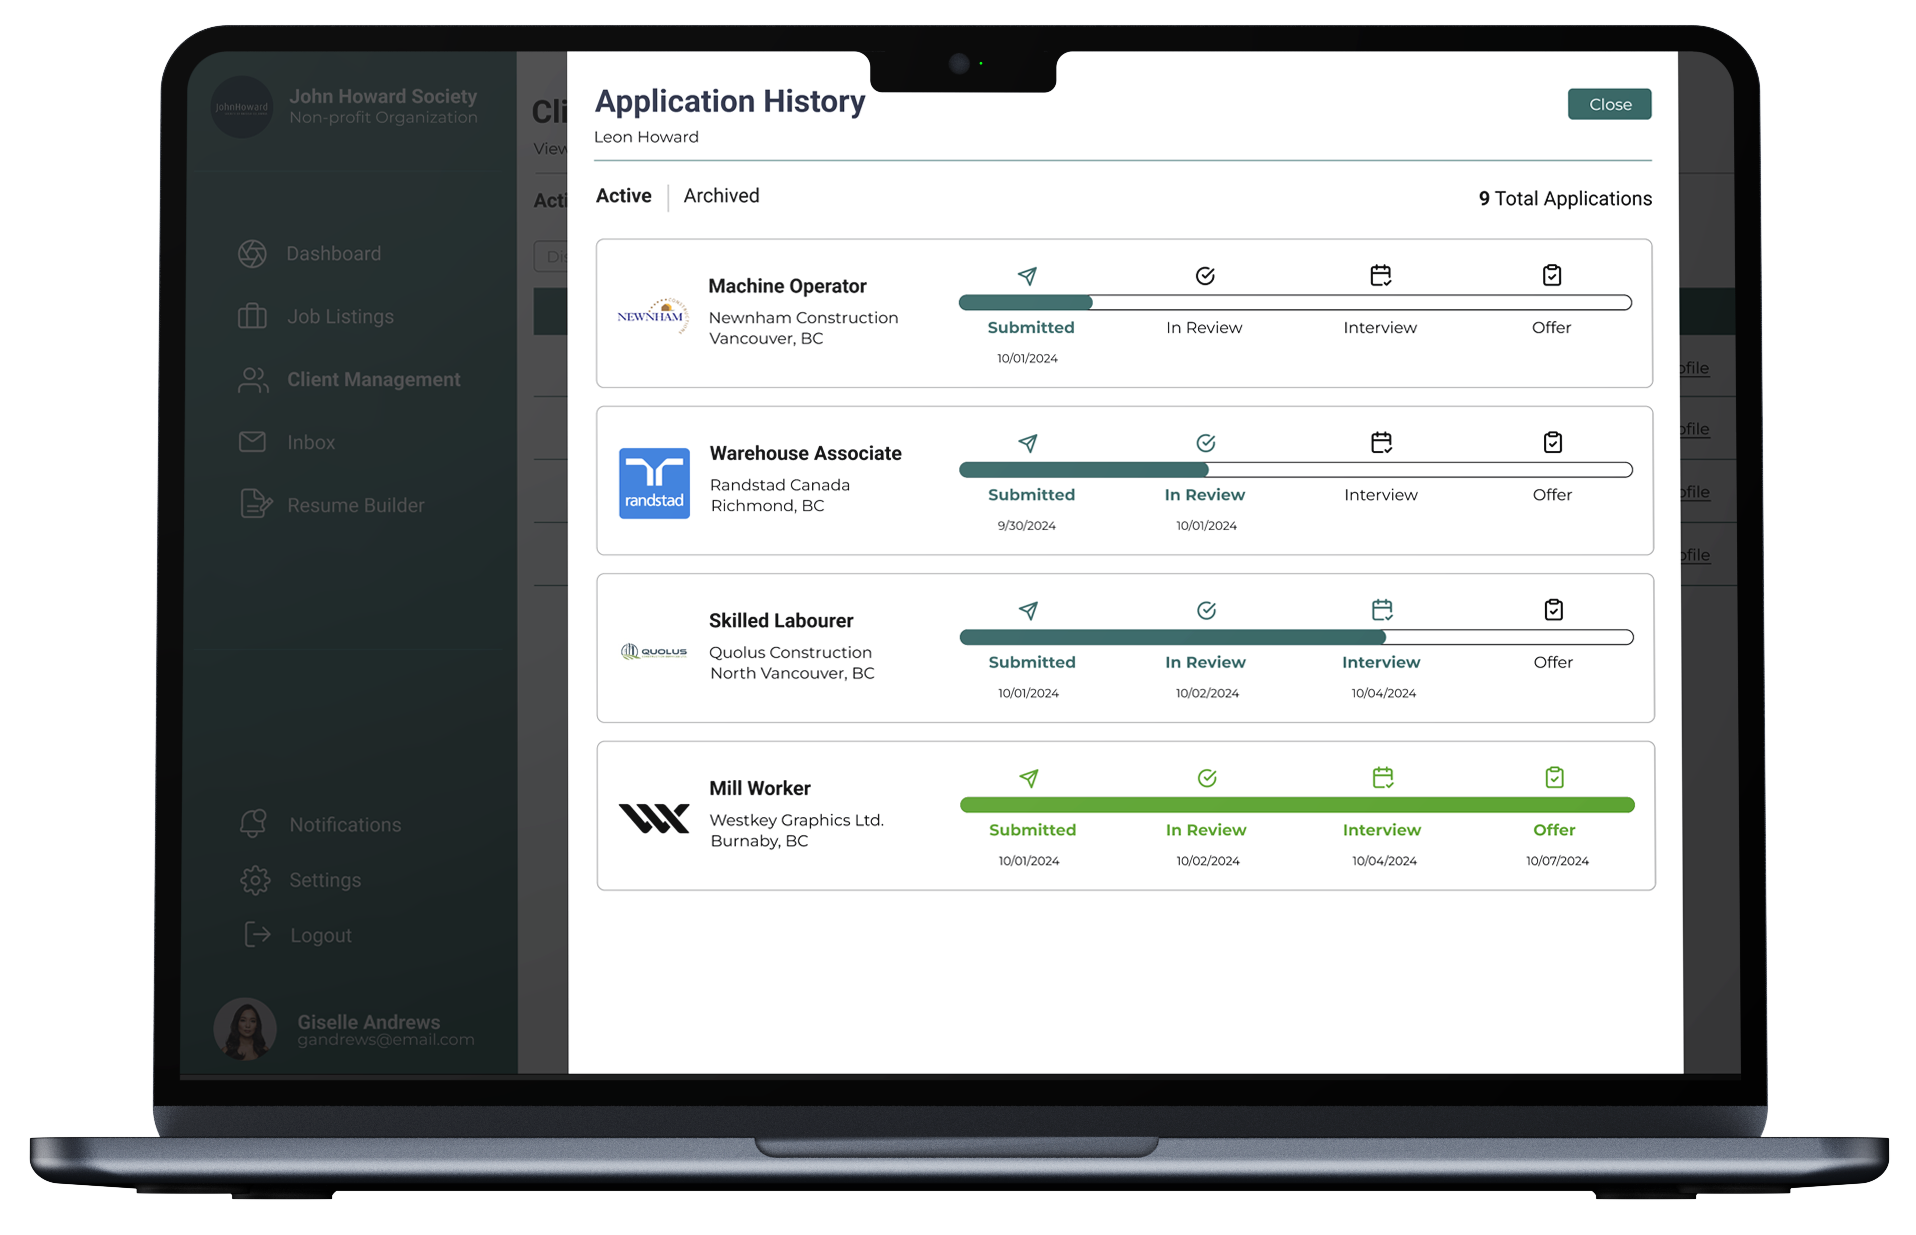 JohnHoward
John Howard Society
Non-profit Organization
Dashboard
Job Listings
Client Management
Inbox
Resume Builder
Notifications
Settings
Logout
Giselle Andrews
gandrews@email.com
Cli
View
Acti
Dis
Application History
Leon Howard
Close
Active
Archived
9 Total Applications
NEWNHAM
CONSTRUCTION
Machine Operator
Newnham Construction
Vancouver, BC
Submitted
In Review
Interview
Offer
10/01/2024
randstad
Warehouse Associate
Randstad Canada
Richmond, BC
Submitted
In Review
Interview
Offer
9/30/2024
10/01/2024
QUOLUS
Skilled Labourer
Quolus Construction
North Vancouver, BC
Submitted
In Review
Interview
Offer
10/01/2024
10/02/2024
10/04/2024
Mill Worker
Westkey Graphics Ltd.
Burnaby, BC
Submitted
In Review
Interview
Offer
10/01/2024
10/02/2024
10/04/2024
10/07/2024
ofile
ofile
ofile
ofile